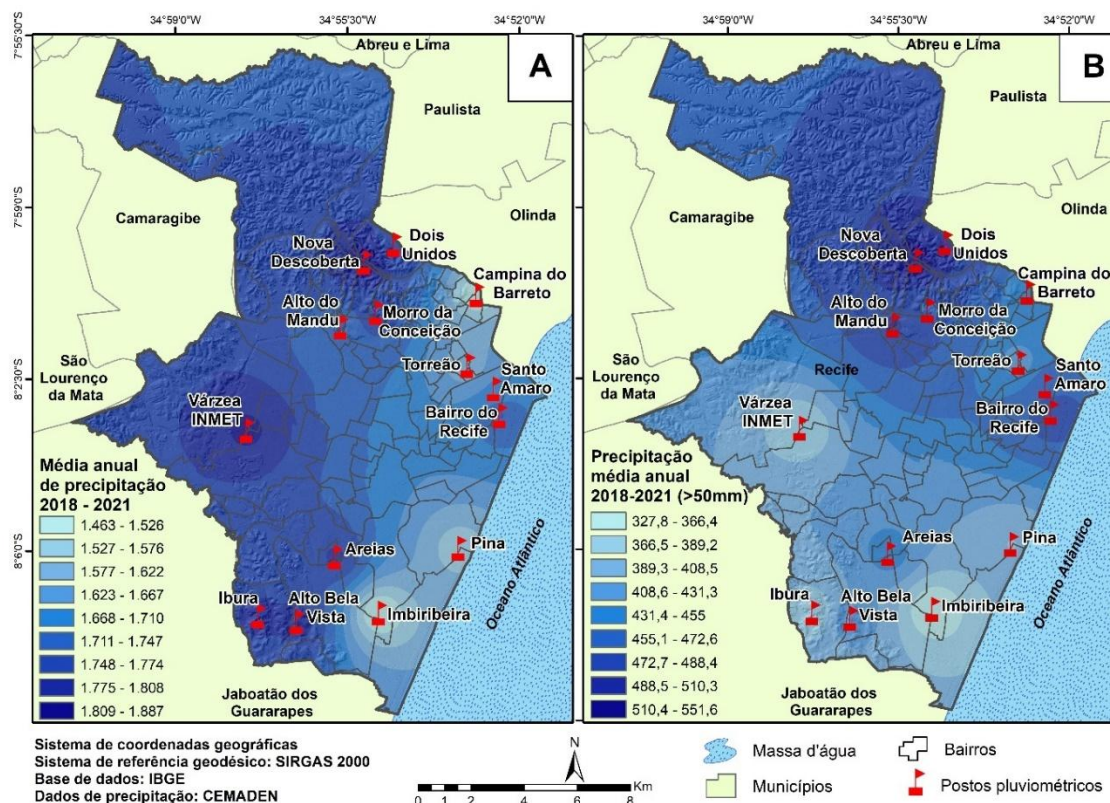 34°59'0"W
34°55'30"W
34°52'0"W
7°55'30"S
7°59'0"S
8°2'30"S
8°6'0"S
A
Abreu e Lima
Paulista
Camaragibe
Olinda
Nova
Descoberta
Dois
Unidos
Campina do
Barreto
Alto do
Mandu
Morro da
Conceição
Torreão
Santo
Amaro
São
Lourenço
da Mata
Várzea
INMET
Bairro do
Recife
Areias
Pina
Ibura
Alto Bela
Vista
Imbiribeira
Oceano Atlântico
Jaboatão dos
Guararapes
Média anual
de precipitação
2018 - 2021
1.463 - 1.526
1.527 - 1.576
1.577 - 1.622
1.623 - 1.667
1.668 - 1.710
1.711 - 1.747
1.748 - 1.774
1.775 - 1.808
1.809 - 1.887
34°59'0"W
34°55'30"W
34°52'0"W
B
Abreu e Lima
Paulista
Camaragibe
Olinda
Nova
Descoberta
Dois
Unidos
Campina do
Barreto
Alto do
Mandu
Morro da
Conceição
Torreão
Recife
Santo
Amaro
São
Lourenço
da Mata
Várzea
INMET
Bairro do
Recife
Areias
Pina
Ibura
Alto Bela
Vista
Imbiribeira
Oceano Atlântico
Jaboatão dos
Guararapes
Precipitação
média anual
2018-2021 (>50mm)
327,8 - 366,4
366,5 - 389,2
389,3 - 408,5
408,6 - 431,3
431,4 - 455
455,1 - 472,6
472,7 - 488,4
488,5 - 510,3
510,4 - 551,6
Sistema de coordenadas geográficas
Sistema de referência geodésico: SIRGAS 2000
Base de dados: IBGE
Dados de precipitação: CEMADEN
N
Km
0 1 2 4 6 8
Massa d'água
Municípios
Bairros
Postos pluviométricos